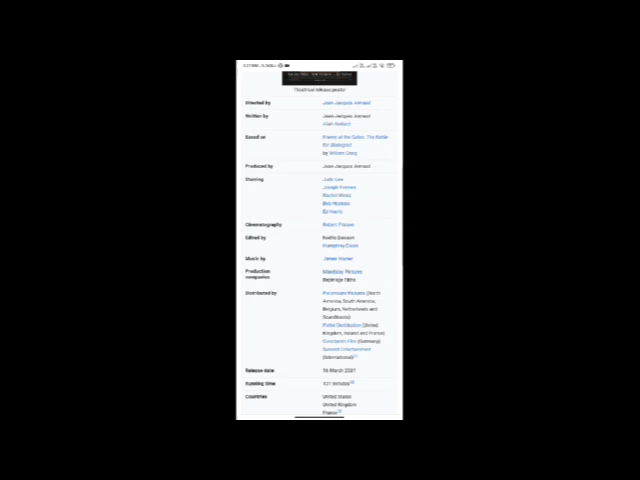 Theatrical release poster
Directed by Jean-Jacques Annaud
Written by Jean-Jacques Annaud
Alain Godard
Based on Enemy at the Gates: The Battle
for Stalingrad
by William Craig
Produced by Jean-Jacques Annaud
Starring Jude Law
Joseph Fiennes
Rachel Weisz
Bob Hoskins
Ed Harris
Cinematography Robert Fraisse
Edited by Noëlle Boisson
Humphrey Dixon
Music by James Horner
Production
companies
Mandalay Pictures
Repérage Films
Distributed by Paramount Pictures (North
America, South America,
Belgium, Netherlands and
Scandinavia)
Pathé Distribution (United
Kingdom, Ireland and France)
Constantin Film (Germany)
Summit Entertainment
(International)
Release date 16 March 2001
Running time 131 minutes
Countries United States
United Kingdom
France